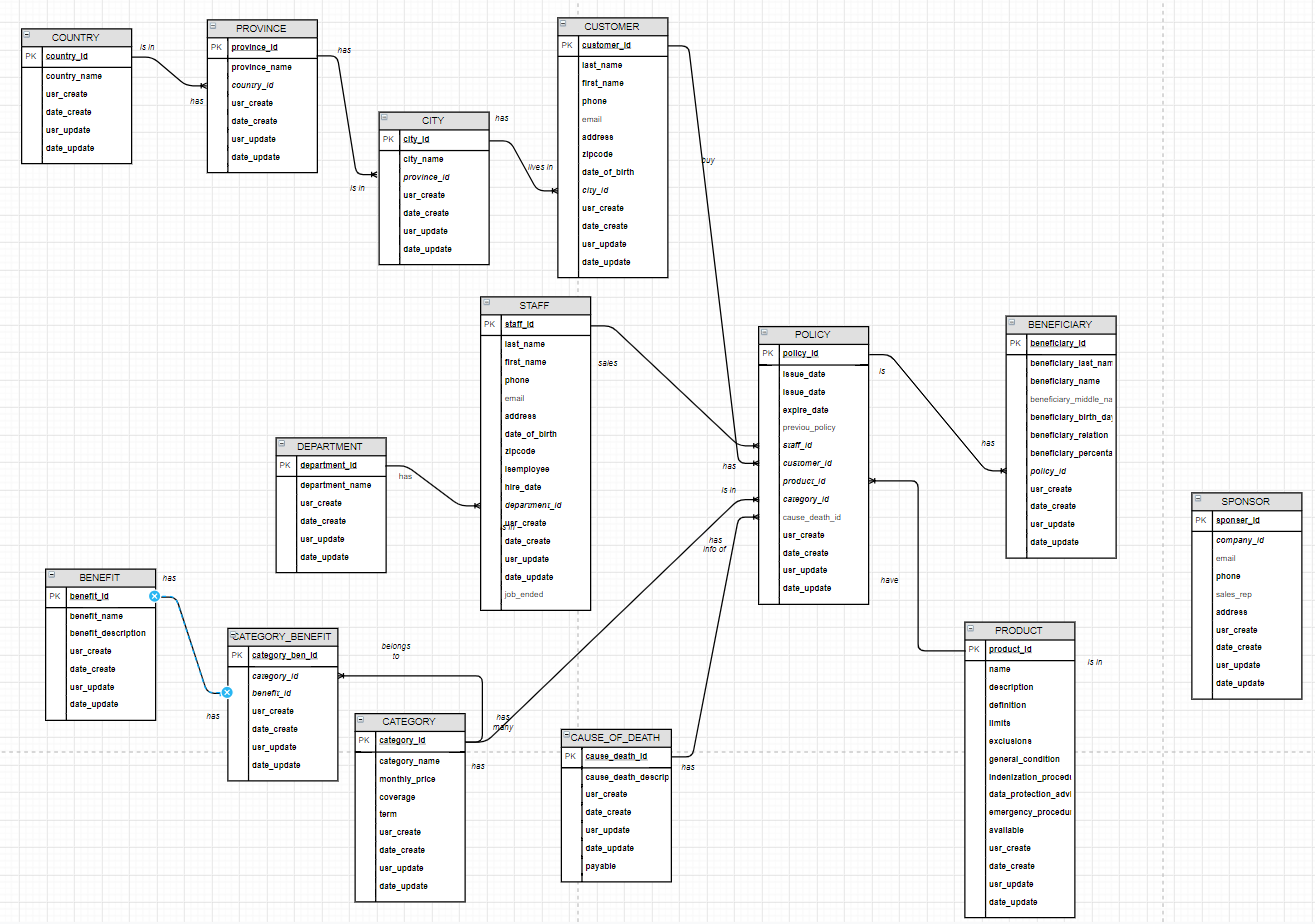 COUNTRY
PK country_id
country_name
usr_create
date_create
usr_update
date_update
is in
has
PROVINCE
PK province_id
province_name
country_id
usr_create
date_create
usr_update
date_update
has
is in
CITY
PK city_id
city_name
province_id
usr_create
date_create
usr_update
date_update
has
lives in
CUSTOMER
PK customer_id
last_name
first_name
phone
email
address
zipcode
date_of_birth
city_id
usr_create
date_create
usr_update
date_update
buy
STAFF
PK staff_id
last_name
first_name
phone
email
address
date_of_birth
zipcode
isemployee
hire_date
department_id
usr_create
is in
date_create
usr_update
date_update
job_ended
sales
DEPARTMENT
PK department_id
department_name
usr_create
date_create
usr_update
date_update
has
POLICY
PK policy_id
issue_date
issue_date
expire_date
previou_policy
staff_id
customer_id
product_id
category_id
cause_death_id
usr_create
date_create
usr_update
date_update
has
is in
has
info of
is
has
have
BENEFICIARY
PK beneficiary_id
beneficiary_last_nam
beneficiary_name
beneficiary_middle_na
beneficiary_birth_day
beneficiary_relation
beneficiary_percenta
policy_id
usr_create
date_create
usr_update
date_update
SPONSOR
PK sponser_id
company_id
email
phone
sales_rep
address
usr_create
date_create
usr_update
date_update
BENEFIT
PK benefit_id
benefit_name
benefit_description
usr_create
date_create
usr_update
date_update
has
has
CATEGORY_BENEFIT
PK category_ben_id
category_id
benefit_id
usr_create
date_create
usr_update
date_update
belongs
to
CATEGORY
PK category_id
category_name
monthly_price
coverage
term
usr_create
date_create
usr_update
date_update
has
many
has
CAUSE_OF_DEATH
PK cause_death_id
cause_death_descrip
usr_create
date_create
usr_update
date_update
payable
has
PRODUCT
PK product_id
name
description
definition
limits
exclusions
general_condition
indenization_procedu
data_protection_advi
emergency_procedur
available
usr_create
date_create
usr_update
date_update
is in